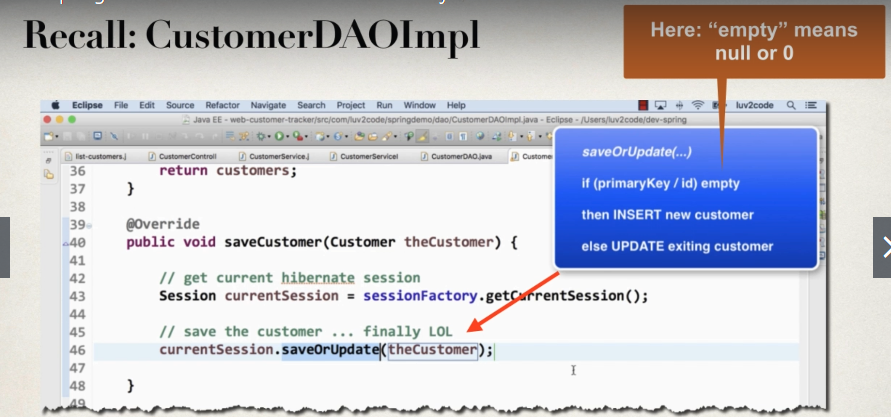 Recall: CustomerDAOImpl
Here: “empty” means
null or 0
Eclipse File Edit Source Refactor Navigate Search Project Run Window Help luv2code
Java EE - web-customer-tracker/src/com/luv2code/springdemo/dao/CustomerDAOImpl.java - Eclipse - /Users/luv2code/dev-spring
list-customers.j CustomerControll CustomerService.j CustomerServiceI CustomerDAO.java Custome
36 return customers;
37 }
38
39 @Override
40 public void saveCustomer(Customer theCustomer) {
41
42 // get current hibernate session
43 Session currentSession = sessionFactory.getCurrentSession();
44
45 // save the customer ... finally LOL
46 currentSession.saveOrUpdate(theCustomer);
47
48 }
49
saveOrUpdate(...)
if (primaryKey / id) empty
then INSERT new customer
else UPDATE exiting customer